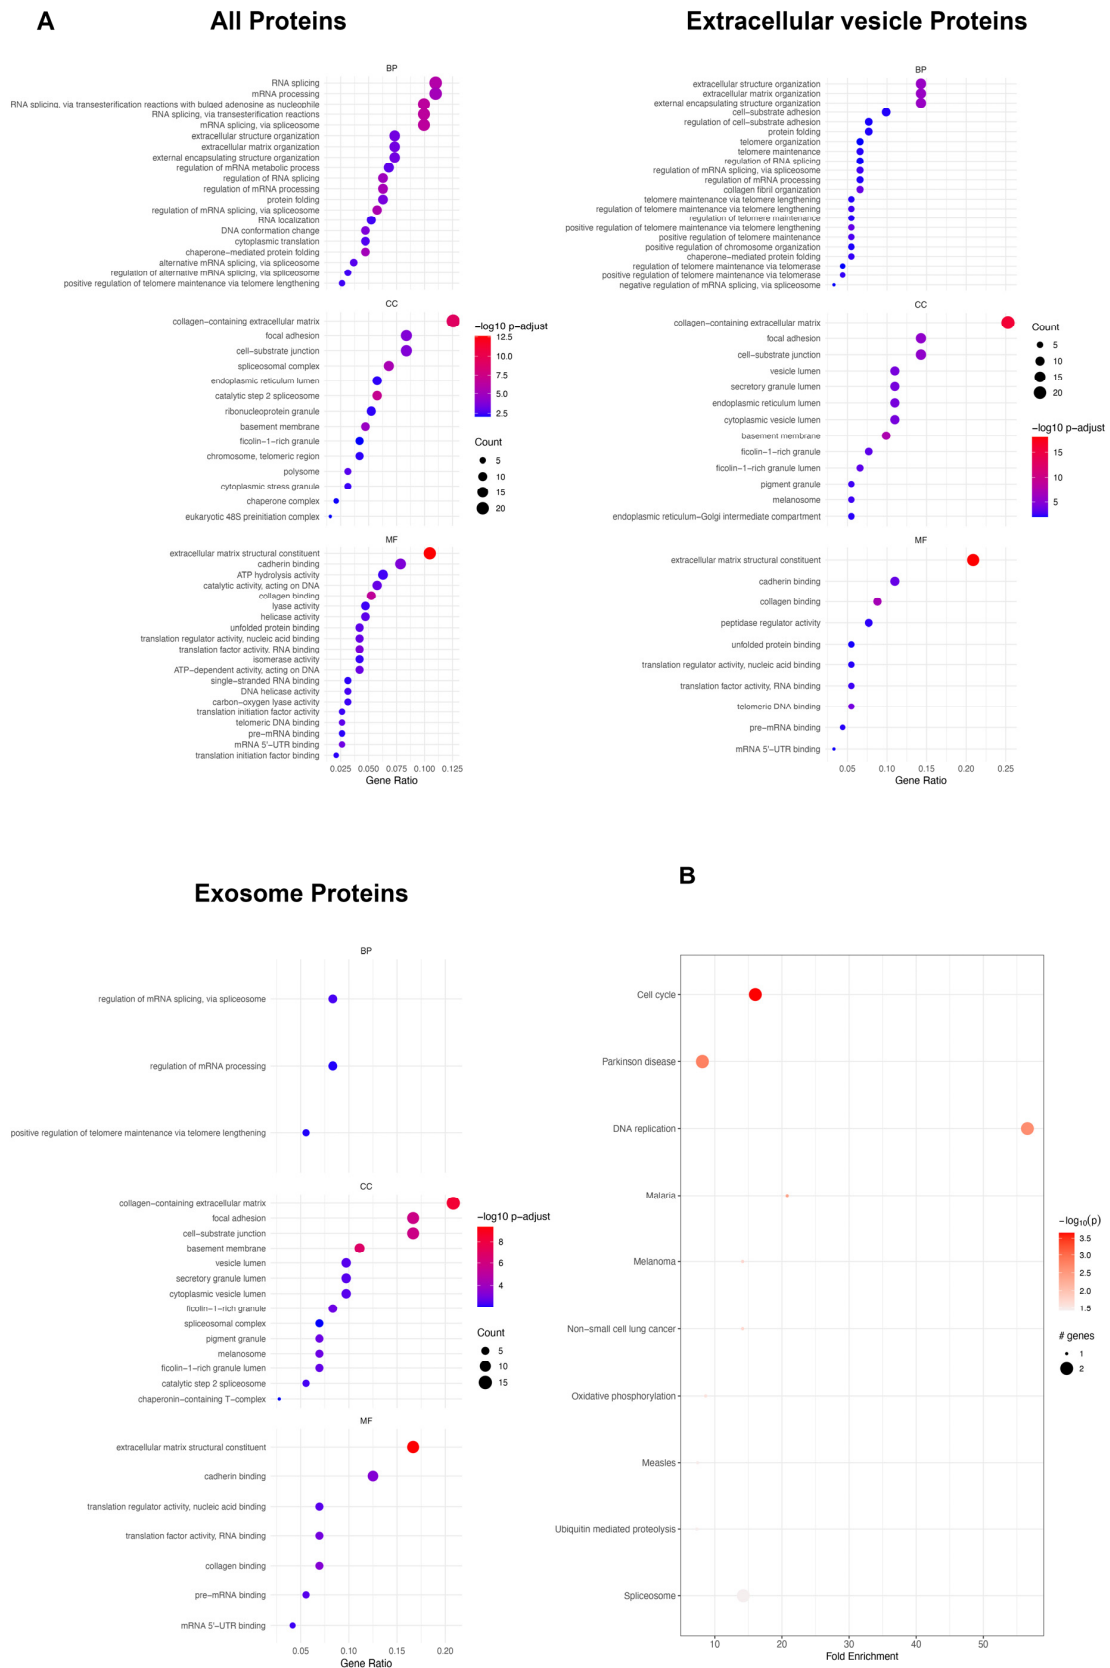 A
All Proteins
BP
RNA splicing
mRNA processing
RNA splicing, via transesterification reactions with bulged adenosine as nucleophile
RNA splicing, via transesterification reactions
mRNA splicing, via spliceosome
extracellular structure organization
extracellular matrix organization
external encapsulating structure organization
regulation of mRNA metabolic process
regulation of RNA splicing
regulation of mRNA processing
protein folding
regulation of mRNA splicing, via spliceosome
RNA localization
DNA conformation change
cytoplasmic translation
chaperone−mediated protein folding
alternative mRNA splicing, via spliceosome
regulation of alternative mRNA splicing, via spliceosome
positive regulation of telomere maintenance via telomere lengthening
CC
collagen−containing extracellular matrix
focal adhesion
cell−substrate junction
spliceosomal complex
endoplasmic reticulum lumen
catalytic step 2 spliceosome
ribonucleoprotein granule
basement membrane
ficolin−1−rich granule
chromosome, telomeric region
polysome
cytoplasmic stress granule
chaperone complex
eukaryotic 48S preinitiation complex
MF
extracellular matrix structural constituent
cadherin binding
ATP hydrolysis activity
catalytic activity, acting on DNA
collagen binding
lyase activity
helicase activity
unfolded protein binding
translation regulator activity, nucleic acid binding
translation factor activity, RNA binding
isomerase activity
ATP−dependent activity, acting on DNA
single−stranded RNA binding
DNA helicase activity
carbon−oxygen lyase activity
translation initiation factor activity
telomeric DNA binding
pre−mRNA binding
mRNA 5'−UTR binding
translation initiation factor binding
0.025 0.050 0.075 0.100 0.125
Gene Ratio
−log10 p−adjust
12.5
10.0
7.5
5.0
2.5
Count
5
10
15
20
Extracellular vesicle Proteins
BP
extracellular structure organization
extracellular matrix organization
external encapsulating structure organization
cell−substrate adhesion
regulation of cell−substrate adhesion
protein folding
telomere organization
telomere maintenance
regulation of RNA splicing
regulation of mRNA splicing, via spliceosome
regulation of mRNA processing
collagen fibril organization
telomere maintenance via telomere lengthening
regulation of telomere maintenance via telomere lengthening
regulation of telomere maintenance
positive regulation of telomere maintenance via telomere lengthening
positive regulation of telomere maintenance
positive regulation of chromosome organization
chaperone−mediated protein folding
regulation of telomere maintenance via telomerase
positive regulation of telomere maintenance via telomerase
negative regulation of mRNA splicing, via spliceosome
CC
collagen−containing extracellular matrix
focal adhesion
cell−substrate junction
vesicle lumen
secretory granule lumen
endoplasmic reticulum lumen
cytoplasmic vesicle lumen
basement membrane
ficolin−1−rich granule
ficolin−1−rich granule lumen
pigment granule
melanosome
endoplasmic reticulum−Golgi intermediate compartment
MF
extracellular matrix structural constituent
cadherin binding
collagen binding
peptidase regulator activity
unfolded protein binding
translation regulator activity, nucleic acid binding
translation factor activity, RNA binding
telomeric DNA binding
pre−mRNA binding
mRNA 5'−UTR binding
0.05 0.10 0.15 0.20 0.25
Gene Ratio
Count
5
10
15
20
−log10 p−adjust
15
10
5
Exosome Proteins
BP
regulation of mRNA splicing, via spliceosome
regulation of mRNA processing
positive regulation of telomere maintenance via telomere lengthening
CC
collagen−containing extracellular matrix
focal adhesion
cell−substrate junction
basement membrane
vesicle lumen
secretory granule lumen
cytoplasmic vesicle lumen
ficolin−1−rich granule
spliceosomal complex
pigment granule
melanosome
ficolin−1−rich granule lumen
catalytic step 2 spliceosome
chaperonin−containing T−complex
MF
extracellular matrix structural constituent
cadherin binding
translation regulator activity, nucleic acid binding
translation factor activity, RNA binding
collagen binding
pre−mRNA binding
mRNA 5'−UTR binding
0.05 0.10 0.15 0.20
Gene Ratio
−log10 p−adjust
8
6
4
Count
5
10
15
B
Cell cycle
Parkinson disease
DNA replication
Malaria
Melanoma
Non−small cell lung cancer
Oxidative phosphorylation
Measles
Ubiquitin mediated proteolysis
Spliceosome
10 20 30 40 50
Fold Enrichment
−log10(p)
3.5
3.0
2.5
2.0
1.5
# genes
1
2